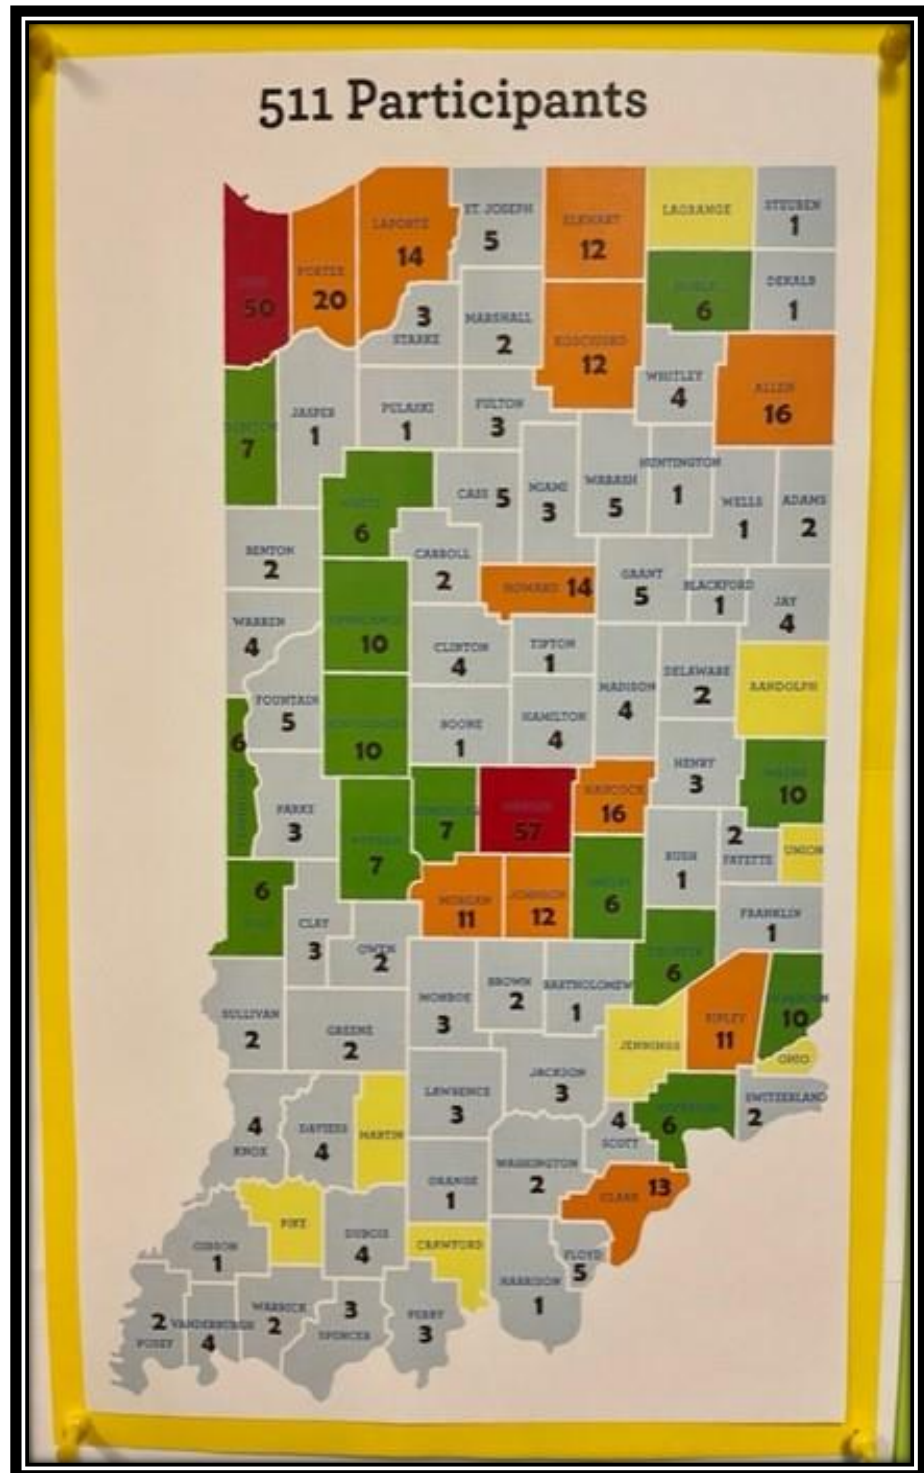 511 Participants
ST. JOSEPH
5
ELKHART
12
LAGRANGE
STEUBEN
1
LAPORTE
14
PORTER
20
50
6
DEKALB
1
3
STARKE
MARSHALL
2
KOSCIUSKO
12
WHITLEY
4
ALLEN
16
7
JASPER
1
PULASKI
1
FULTON
3
6
CASS 5
MIAMI
3
WABASH
5
HUNTINGTON
1
WELLS
1
ADAMS
2
BENTON
2
CARROLL
2
HOWARD 14
GRANT
5
BLACKFORD
1
JAY
4
WARREN
4
10
CLINTON
4
TIPTON
1
MADISON
4
DELAWARE
2
RANDOLPH
FOUNTAIN
5
MONTGOMERY
10
BOONE
1
HAMILTON
4
HENRY
3
10
6
PARKE
3
7
7
57
HANCOCK
16
RUSH
1
2
FAYETTE
UNION
6
CLAY
3
OWEN
2
MORGAN
11
JOHNSON
12
6
FRANKLIN
1
SULLIVAN
2
GREENE
2
MONROE
3
BROWN
2
BARTHOLOMEW
1
6
JENNINGS
RIPLEY
11
10
OHIO
4
KNOX
DAVIESS
4
MARTIN
LAWRENCE
3
JACKSON
3
4
SCOTT
6
SWITZERLAND
2
ORANGE
1
WASHINGTON
2
CLARK 13
GIBSON
1
PIKE
DUBOIS
4
CRAWFORD
HARRISON
1
FLOYD
5
2
POSEY
VANDERBURGH
4
WARRICK
2
3
SPENCER
PERRY
3